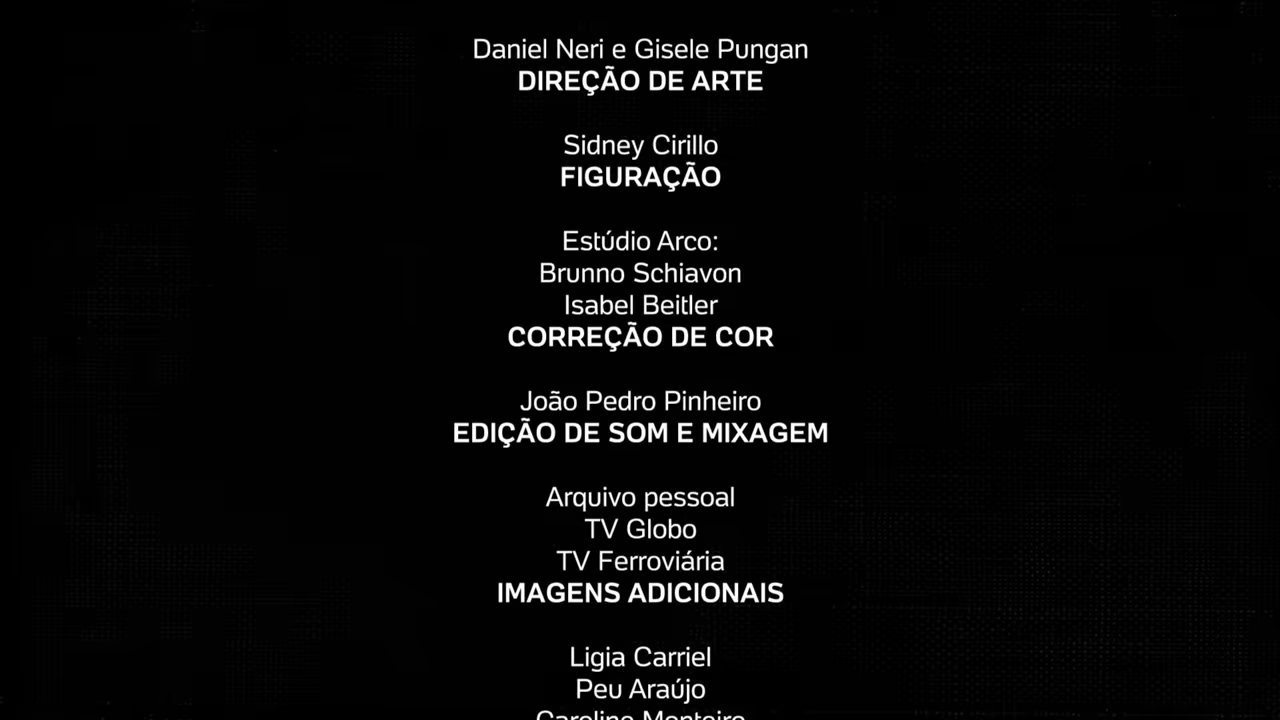 Daniel Neri e Gisele Pungan
DIREÇÃO DE ARTE
Sidney Cirillo
FIGURAÇÃO
Estúdio Arco:
Brunno Schiavon
Isabel Beitler
CORREÇÃO DE COR
João Pedro Pinheiro
EDIÇÃO DE SOM E MIXAGEM
Arquivo pessoal
TV Globo
TV Ferroviária
IMAGENS ADICIONAIS
Ligia Carriel
Peu Araújo